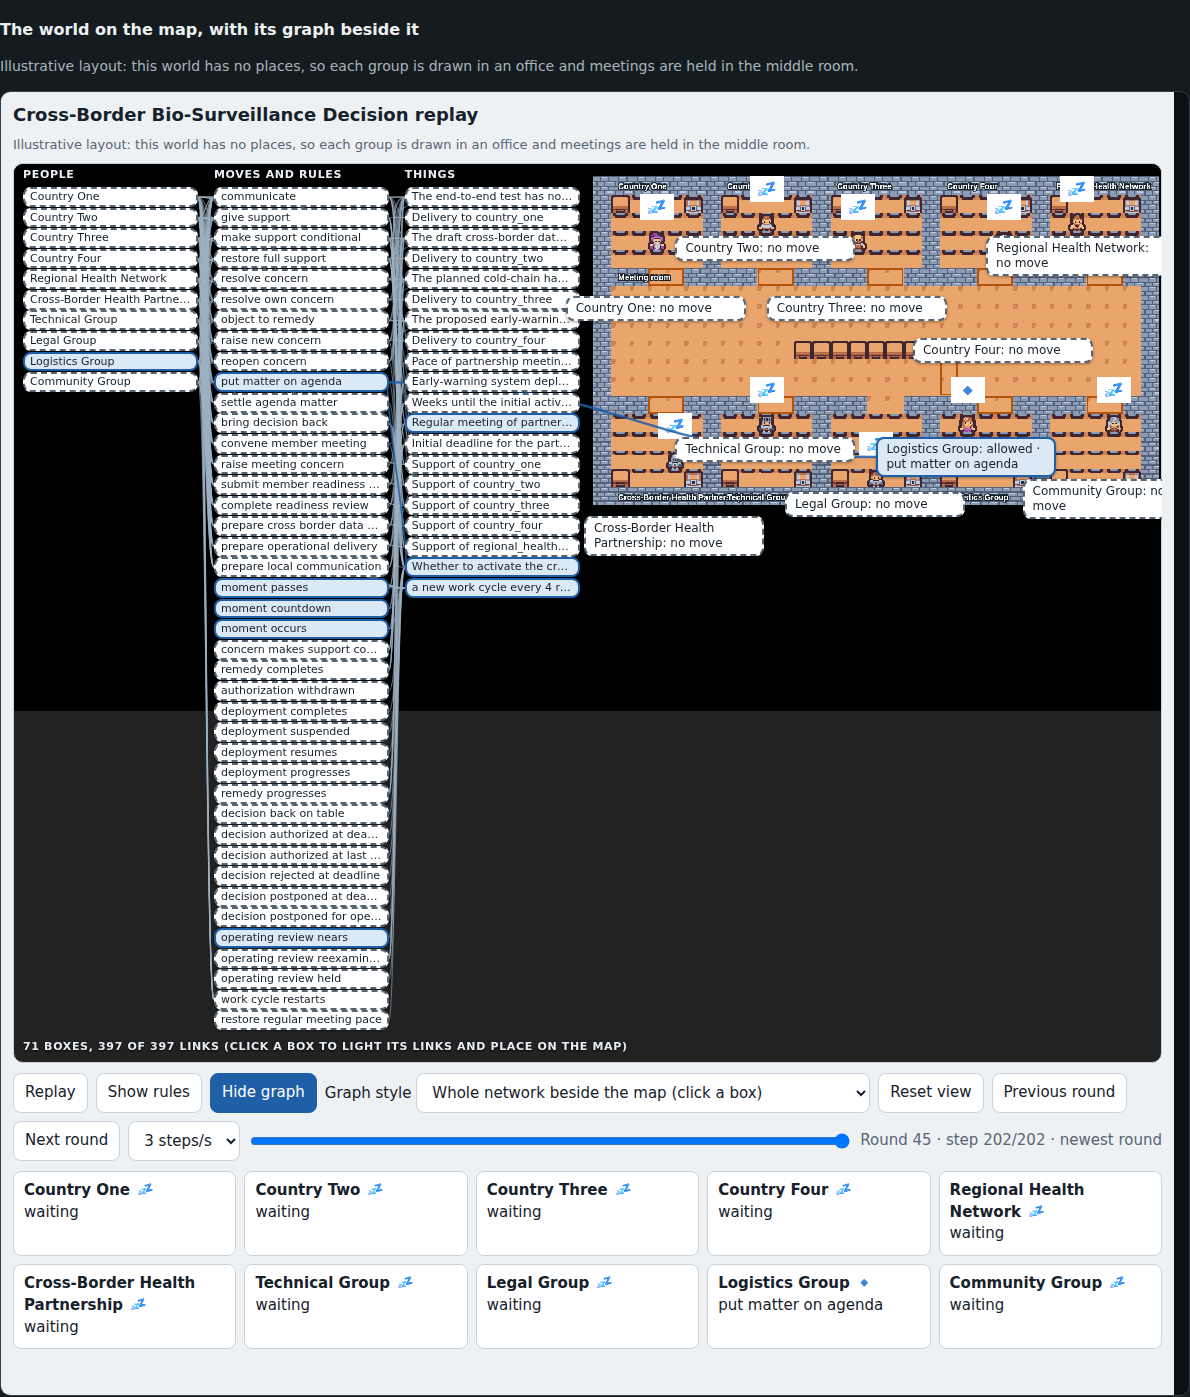 The world on the map, with its graph beside it
Illustrative layout: this world has no places, so each group is drawn in an office and meetings are held in the middle room.
Cross-Border Bio-Surveillance Decision replay
Illustrative layout: this world has no places, so each group is drawn in an office and meetings are held in the middle room.
PEOPLE
Country One
Country Two
Country Three
Country Four
Regional Health Network
Cross-Border Health Partne...
Technical Group
Legal Group
Logistics Group
Community Group
MOVES AND RULES
communicate
give support
make support conditional
restore full support
resolve concern
resolve own concern
object to remedy
raise new concern
reopen concern
put matter on agenda
settle agenda matter
bring decision back
convene member meeting
raise meeting concern
submit member readiness ...
complete readiness review
prepare cross border data ...
prepare operational delivery
prepare local communication
moment passes
moment countdown
moment occurs
concern makes support co...
remedy completes
authorization withdrawn
deployment completes
deployment suspended
deployment resumes
deployment progresses
remedy progresses
decision back on table
decision authorized at dea...
decision authorized at last ...
decision rejected at deadline
decision postponed at dea...
decision postponed for ope...
operating review nears
operating review reexamin...
operating review held
work cycle restarts
restore regular meeting pace
THINGS
The end-to-end test has no...
Delivery to country_one
The draft cross-border dat...
Delivery to country_two
The planned cold-chain ha...
Delivery to country_three
The proposed early-warnin...
Delivery to country_four
Pace of partnership meetin...
Early-warning system depl...
Weeks until the initial activ...
Regular meeting of partner...
Initial deadline for the part...
Support of country_one
Support of country_two
Support of country_three
Support of country_four
Support of regional_health...
Whether to activate the cr...
a new work cycle every 4 r...
Country One
Country Three
Country Four
Health Network
Country Two: no move
Regional Health Network:
no move
Meeting room
Country One: no move
Country Three: no move
Country Four: no move
Technical Group: no move
Logistics Group: allowed ·
put matter on agenda
Community Group: no
move
Cross-Border Health Partner
Technical Grou
Legal Group: no move
stics Group
Cross-Border Health
Partnership: no move
71 BOXES, 397 OF 397 LINKS (CLICK A BOX TO LIGHT ITS LINKS AND PLACE ON THE MAP)
Replay
Show rules
Hide graph
Graph style
Whole network beside the map (click a box)
Reset view
Previous round
Next round
3 steps/s
Round 45 · step 202/202 · newest round
Country One
waiting
Country Two
waiting
Country Three
waiting
Country Four
waiting
Regional Health
Network
waiting
Cross-Border Health
Partnership
waiting
Technical Group
waiting
Legal Group
waiting
Logistics Group
put matter on agenda
Community Group
waiting